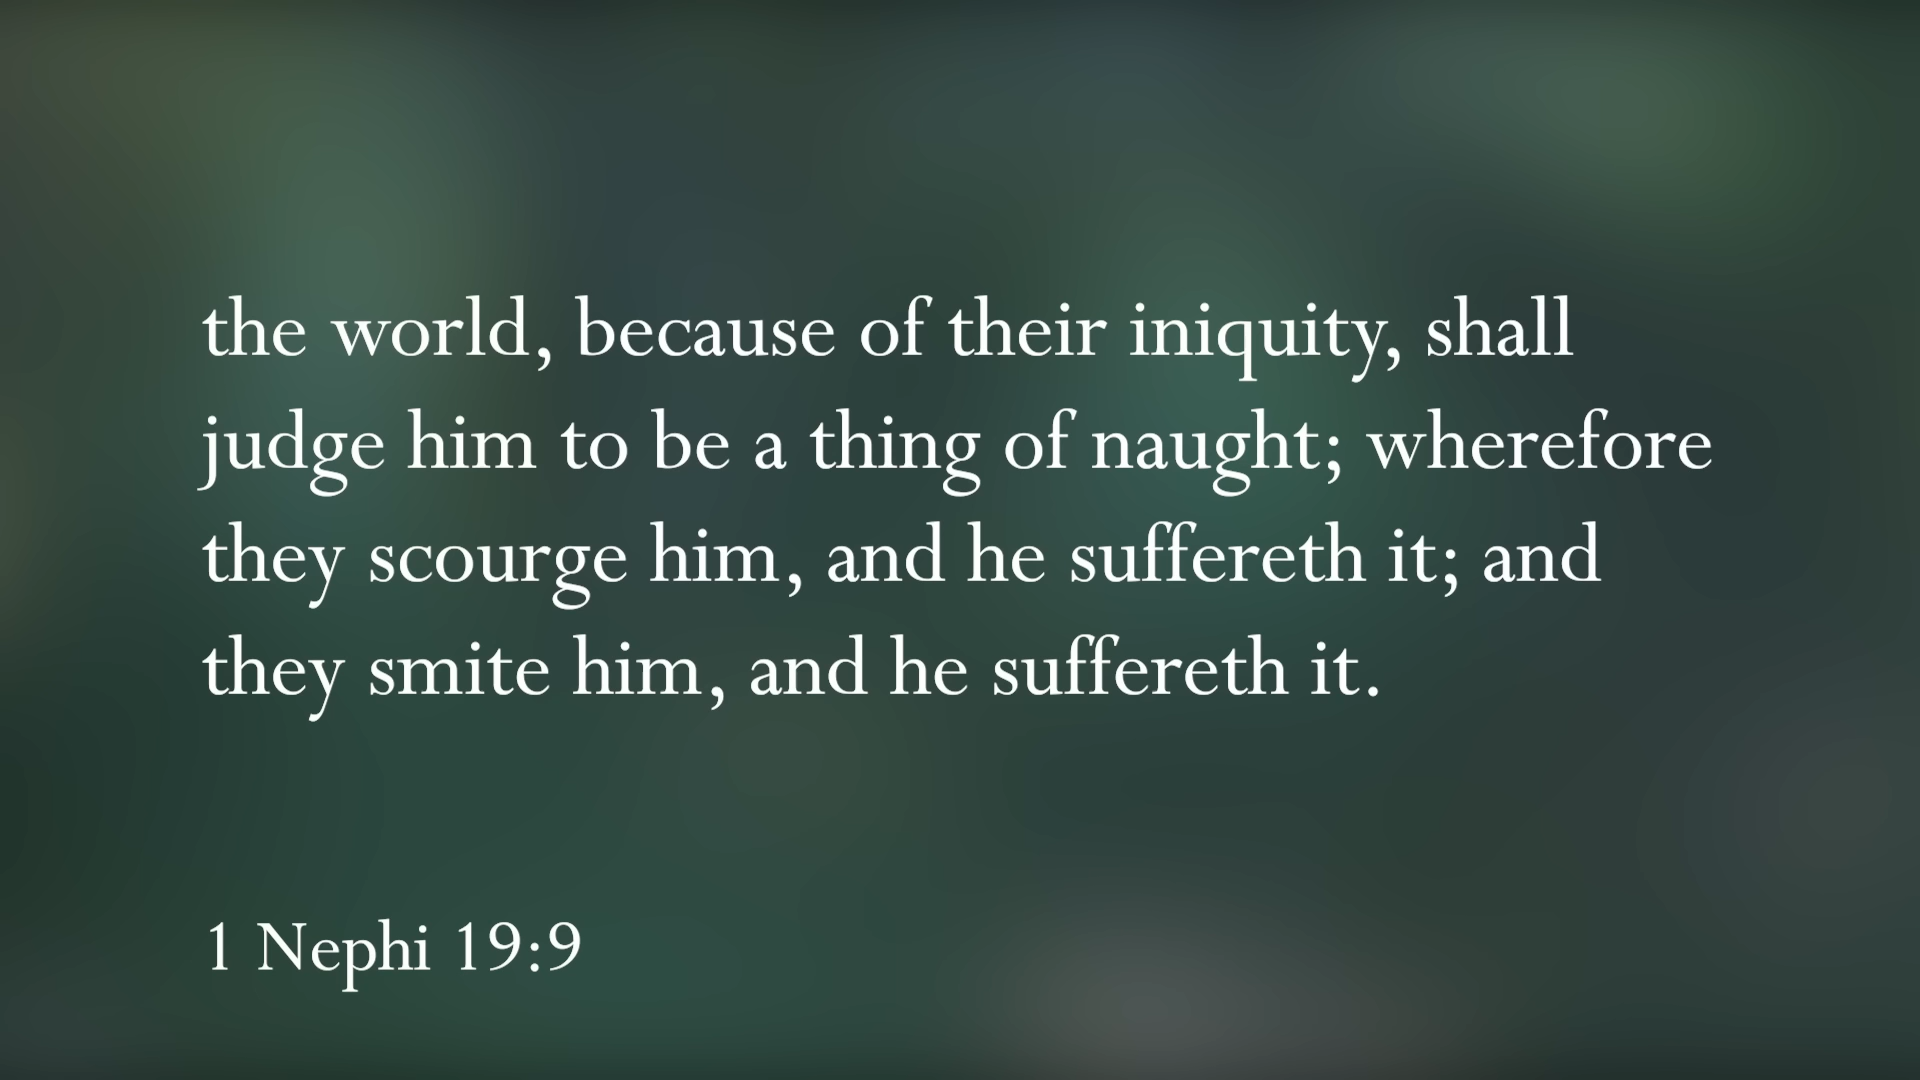 the world, because of their iniquity, shall
judge him to be a thing of naught; wherefore
they scourge him, and he suffereth it; and
they smite him, and he suffereth it.
1 Nephi 19:9